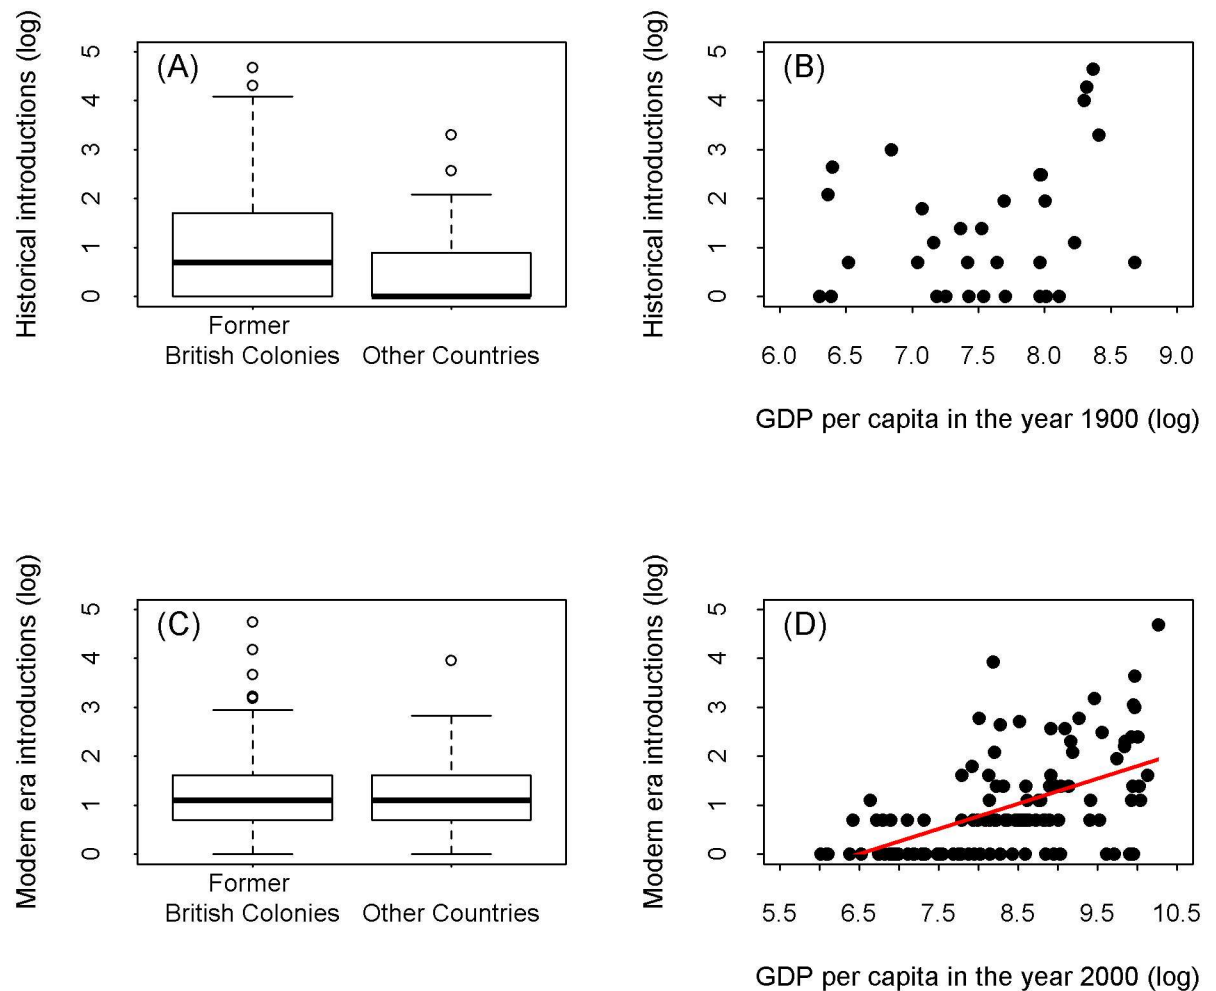 Historical introductions (log)
5
4
3
2
1
0
(A)
Former
British Colonies
Other Countries
Historical introductions (log)
5
4
3
2
1
0
(B)
6.0 6.5 7.0 7.5 8.0 8.5 9.0
GDP per capita in the year 1900 (log)
Modern era introductions (log)
5
4
3
2
1
0
(C)
Former
British Colonies
Other Countries
Modern era introductions (log)
5
4
3
2
1
0
(D)
5.5 6.5 7.5 8.5 9.5 10.5
GDP per capita in the year 2000 (log)